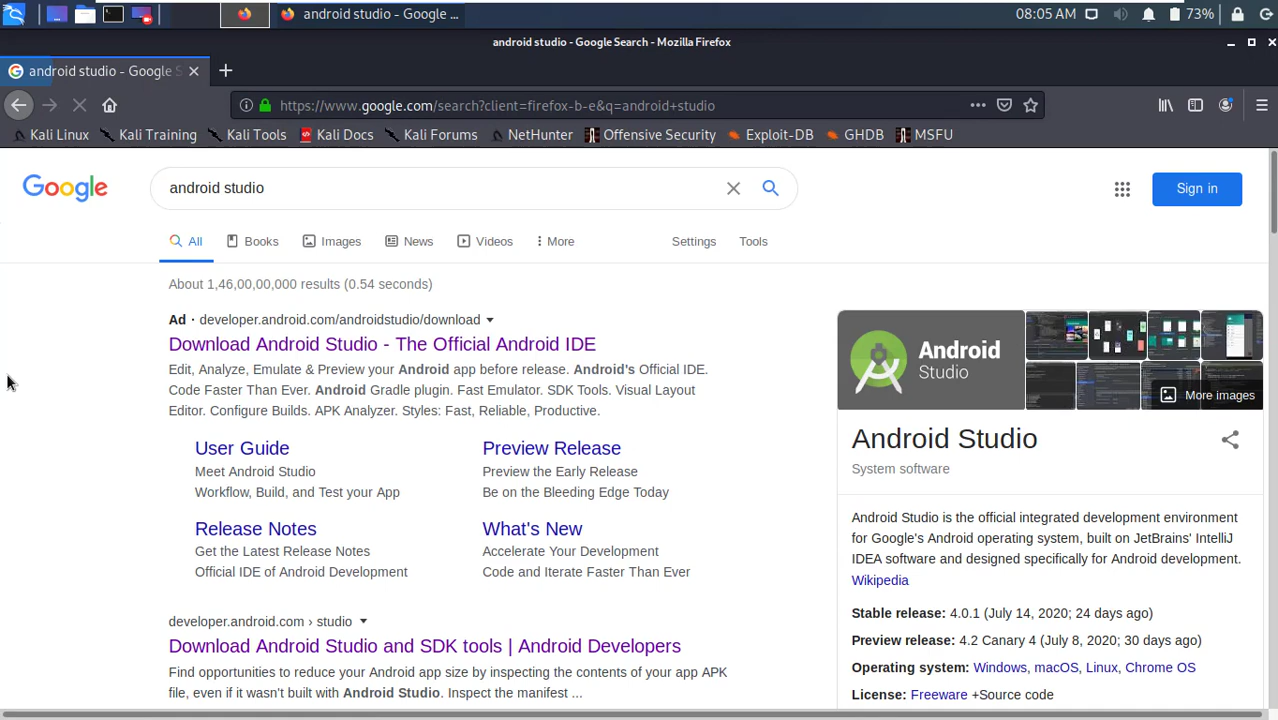 android studio - Google ...
08:05 AM
73%
android studio - Google Search - Mozilla Firefox
android studio - Google S
https://www.google.com/search?client=firefox-b-e&q=android+studio
Kali Linux
Kali Training
Kali Tools
Kali Docs
Kali Forums
NetHunter
Offensive Security
Exploit-DB
GHDB
MSFU
Google
android studio
Sign in
All
Books
Images
News
Videos
More
Settings
Tools
About 1,46,00,00,000 results (0.54 seconds)
Ad · developer.android.com/androidstudio/download
Download Android Studio - The Official Android IDE
Edit, Analyze, Emulate & Preview your Android app before release. Android's Official IDE.
Code Faster Than Ever. Android Gradle plugin. Fast Emulator. SDK Tools. Visual Layout
Editor. Configure Builds. APK Analyzer. Styles: Fast, Reliable, Productive.
User Guide
Meet Android Studio
Workflow, Build, and Test your App
Preview Release
Preview the Early Release
Be on the Bleeding Edge Today
Release Notes
Get the Latest Release Notes
Official IDE of Android Development
What's New
Accelerate Your Development
Code and Iterate Faster Than Ever
developer.android.com › studio
Download Android Studio and SDK tools | Android Developers
Find opportunities to reduce your Android app size by inspecting the contents of your app APK
file, even if it wasn't built with Android Studio. Inspect the manifest ...
Android
Studio
More images
Android Studio
System software
Android Studio is the official integrated development environment
for Google's Android operating system, built on JetBrains' IntelliJ
IDEA software and designed specifically for Android development.
Wikipedia
Stable release: 4.0.1 (July 14, 2020; 24 days ago)
Preview release: 4.2 Canary 4 (July 8, 2020; 30 days ago)
Operating system: Windows, macOS, Linux, Chrome OS
License: Freeware +Source code